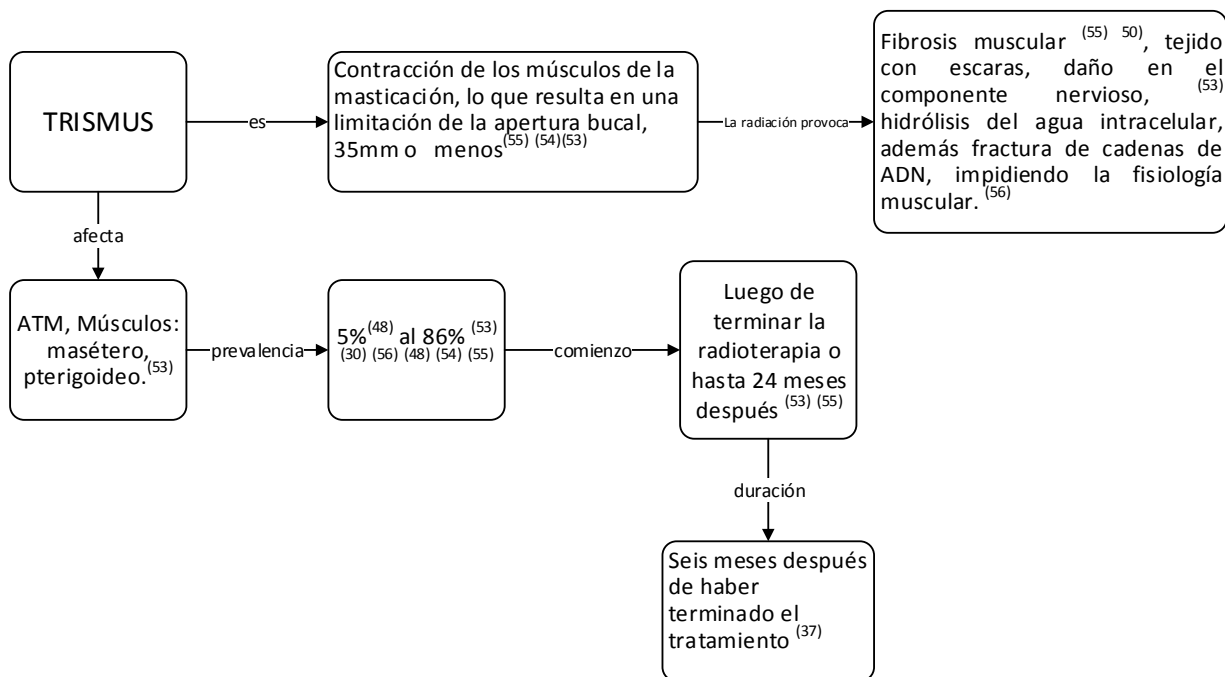 TRISMUS
es
Contracción de los músculos de la
masticación, lo que resulta en una
limitación de la apertura bucal,
35mm o menos(55) (54)(53)
La radiación provoca
Fibrosis muscular (55) 50), tejido
con escaras, daño en el
componente nervioso, (53)
hidrólisis del agua intracelular,
además fractura de cadenas de
ADN, impidiendo la fisiología
muscular. (56)
afecta
ATM, Músculos:
masétero,
pterigoideo.(53)
prevalencia
5%(48) al 86% (53)
(30) (56) (48) (54) (55)
comienzo
Luego de
terminar la
radioterapia o
hasta 24 meses
después (53) (55)
duración
Seis meses después
de haber
terminado el
tratamiento (37)